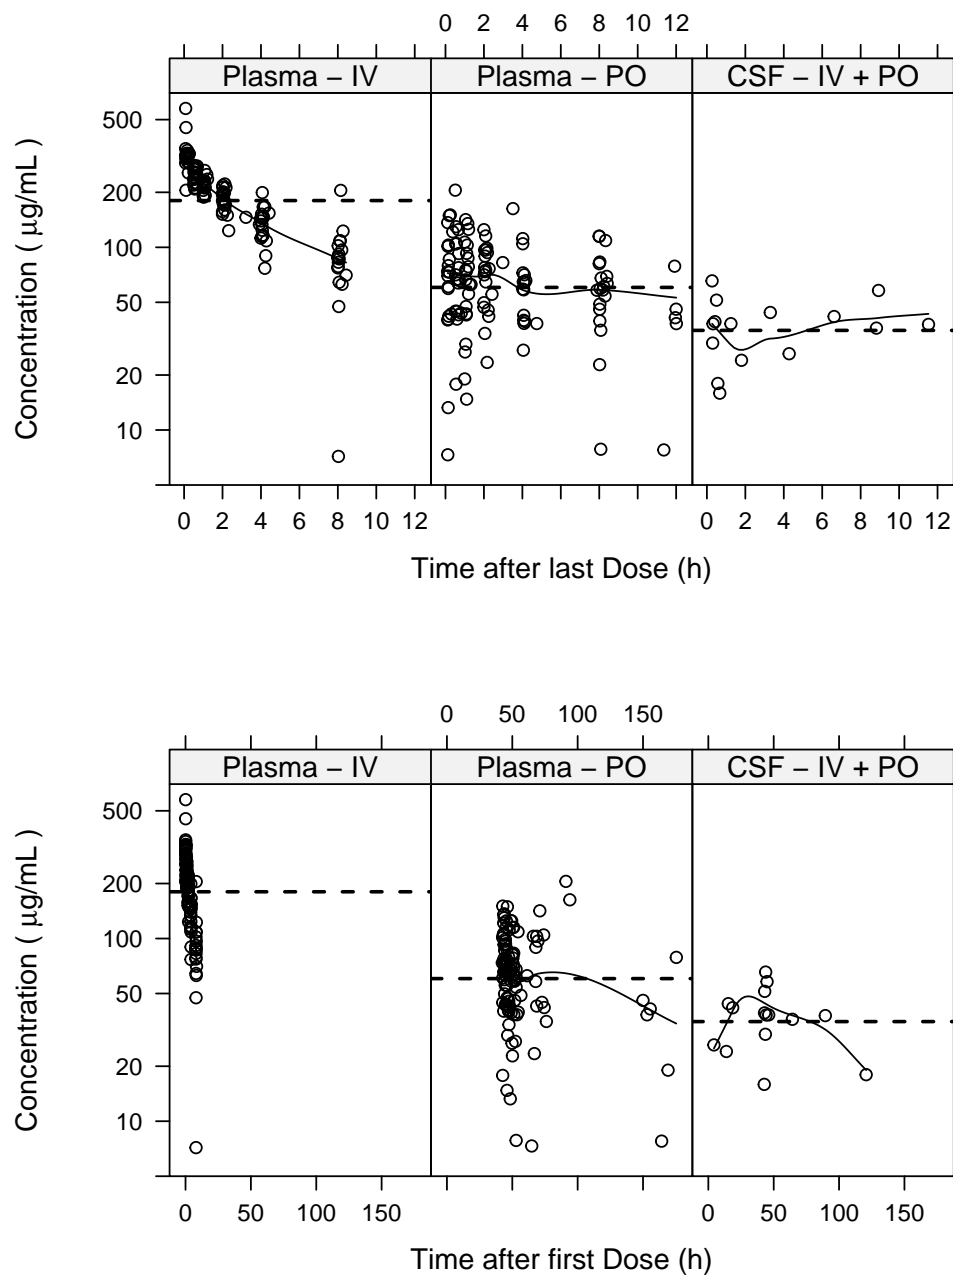 0 2 4 6 8 10 12
Plasma − IV Plasma − PO CSF − IV + PO
Concentration ( μg/mL )
500
200
100
50
20
10
0 2 4 6 8 10 12 0 2 4 6 8 10 12
Time after last Dose (h)
0 50 100 150
Plasma − IV Plasma − PO CSF − IV + PO
Concentration ( μg/mL )
500
200
100
50
20
10
0 50 100 150 0 50 100 150
Time after first Dose (h)